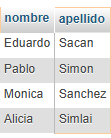 nombre apellido
Eduardo Sacan
Pablo Simon
Monica Sanchez
Alicia Simlai